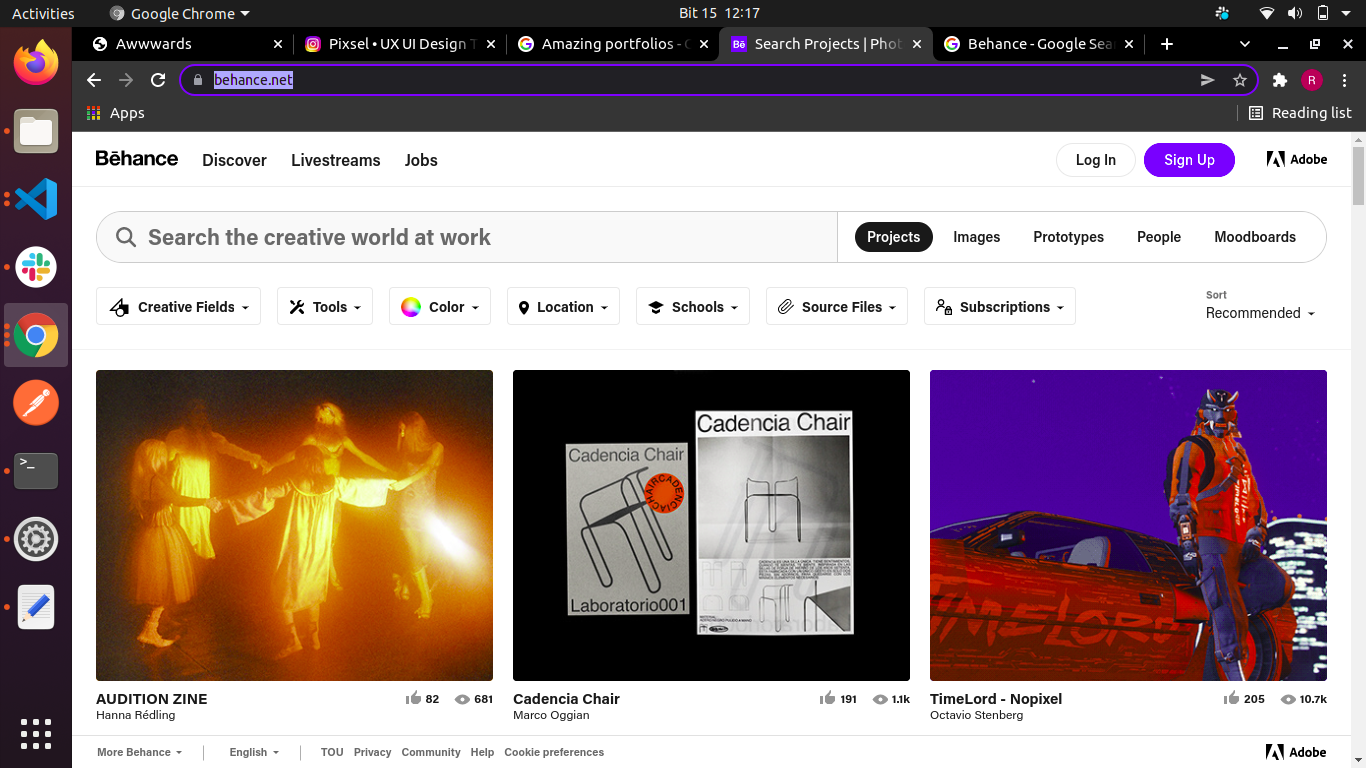 Activities
Google Chrome
Bit 15 12:17
Awwwards
Pixsel • UX UI Design T
Amazing portfolios - G
Bē
Search Projects | Phot
Behance - Google Sea
behance.net
R
Apps
Reading list
Bēhance
Discover
Livestreams
Jobs
Log In
Sign Up
Adobe
Search the creative world at work
Projects
Images
Prototypes
People
Moodboards
Creative Fields
Tools
Color
Location
Schools
Source Files
Subscriptions
Sort
Recommended
Cadencia Chair
CADENCIACHAIR
Laboratorio001
Cadencia Chair
TIMELORD
AUDITION ZINE
82
681
Hanna Rédling
Cadencia Chair
191
1.1k
Marco Oggian
TimeLord - Nopixel
205
10.7k
Octavio Stenberg
More Behance
English
TOU
Privacy
Community
Help
Cookie preferences
Adobe